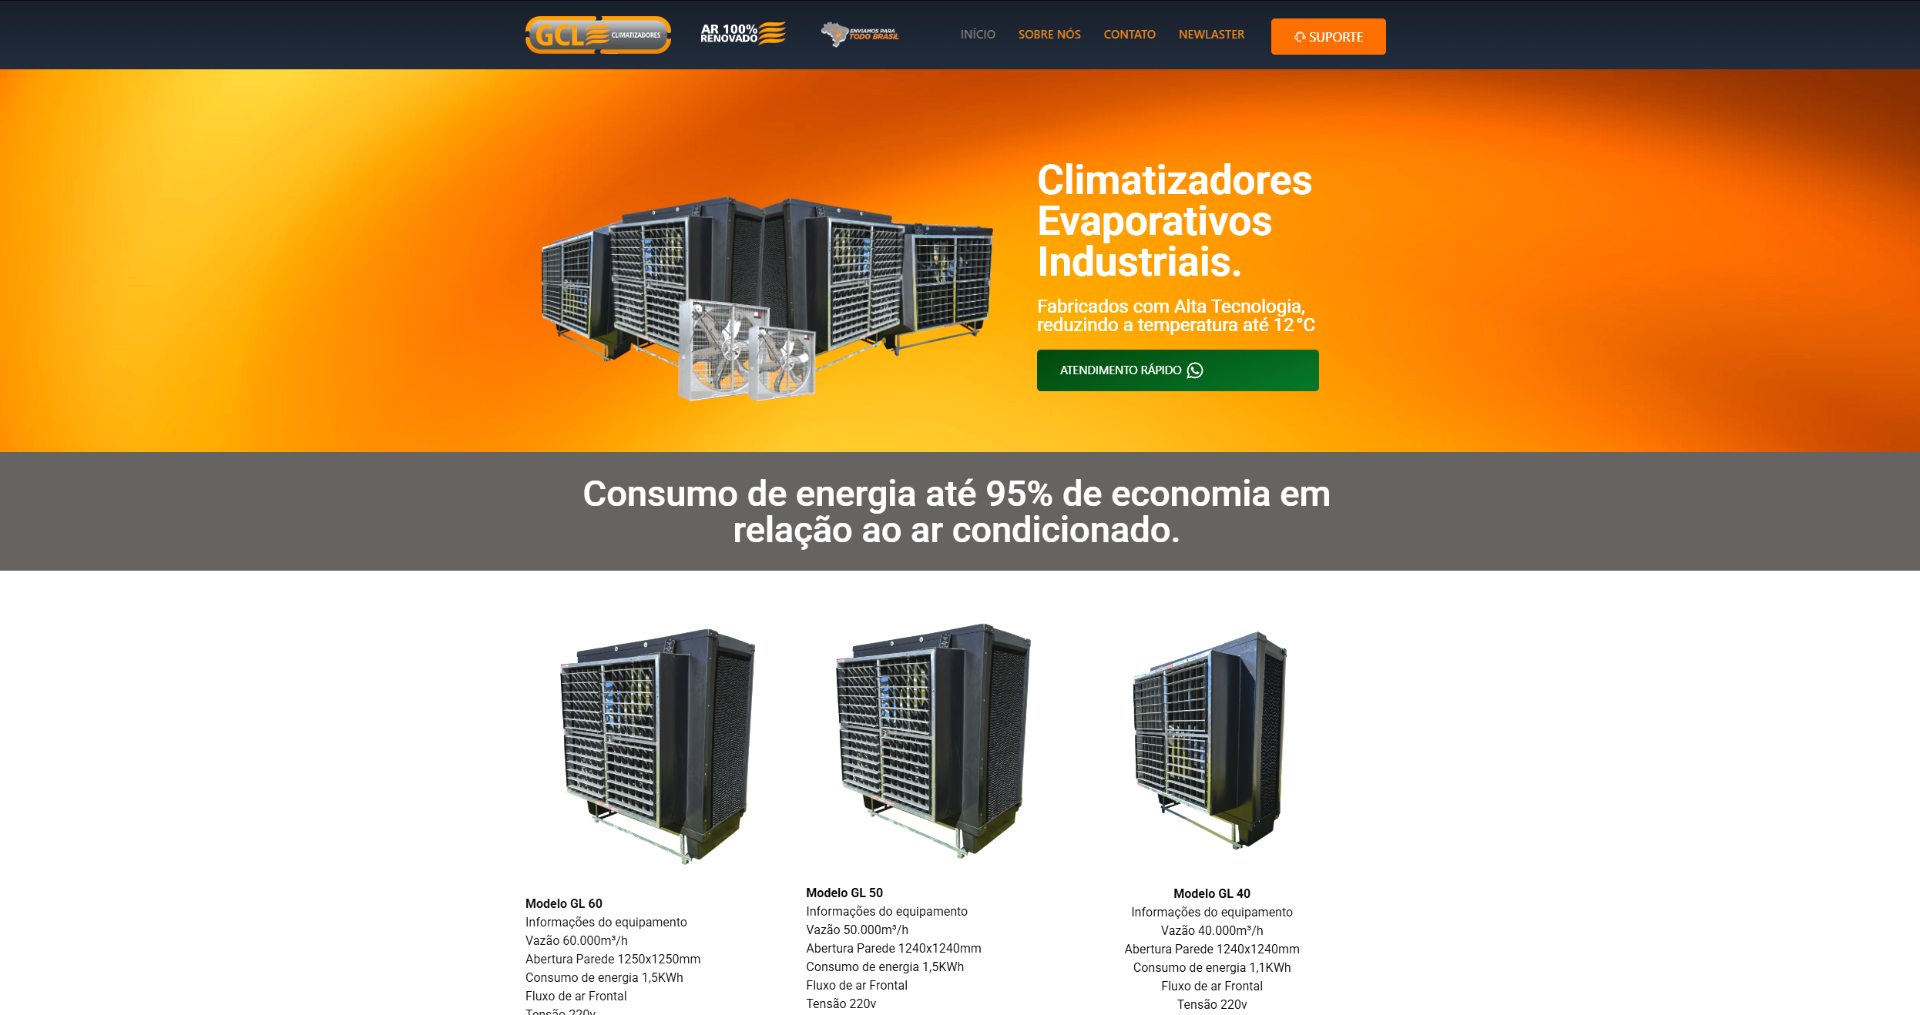 GCL CLIMATIZADORES
AR 100%
RENOVADO
ENVIAMOS PARA
TODO BRASIL
INÍCIO
SOBRE NÓS
CONTATO
NEWLASTER
SUPORTE
Climatizadores
Evaporativos
Industriais.
Fabricados com Alta Tecnologia,
reduzindo a temperatura até 12°C
ATENDIMENTO RÁPIDO
Consumo de energia até 95% de economia em
relação ao ar condicionado.
Modelo GL 60
Informações do equipamento
Vazão 60.000m³/h
Abertura Parede 1250x1250mm
Consumo de energia 1,5KWh
Fluxo de ar Frontal
Tensão 220v
Modelo GL 50
Informações do equipamento
Vazão 50.000m³/h
Abertura Parede 1240x1240mm
Consumo de energia 1,5KWh
Fluxo de ar Frontal
Tensão 220v
Modelo GL 40
Informações do equipamento
Vazão 40.000m³/h
Abertura Parede 1240x1240mm
Consumo de energia 1,1KWh
Fluxo de ar Frontal
Tensão 220v